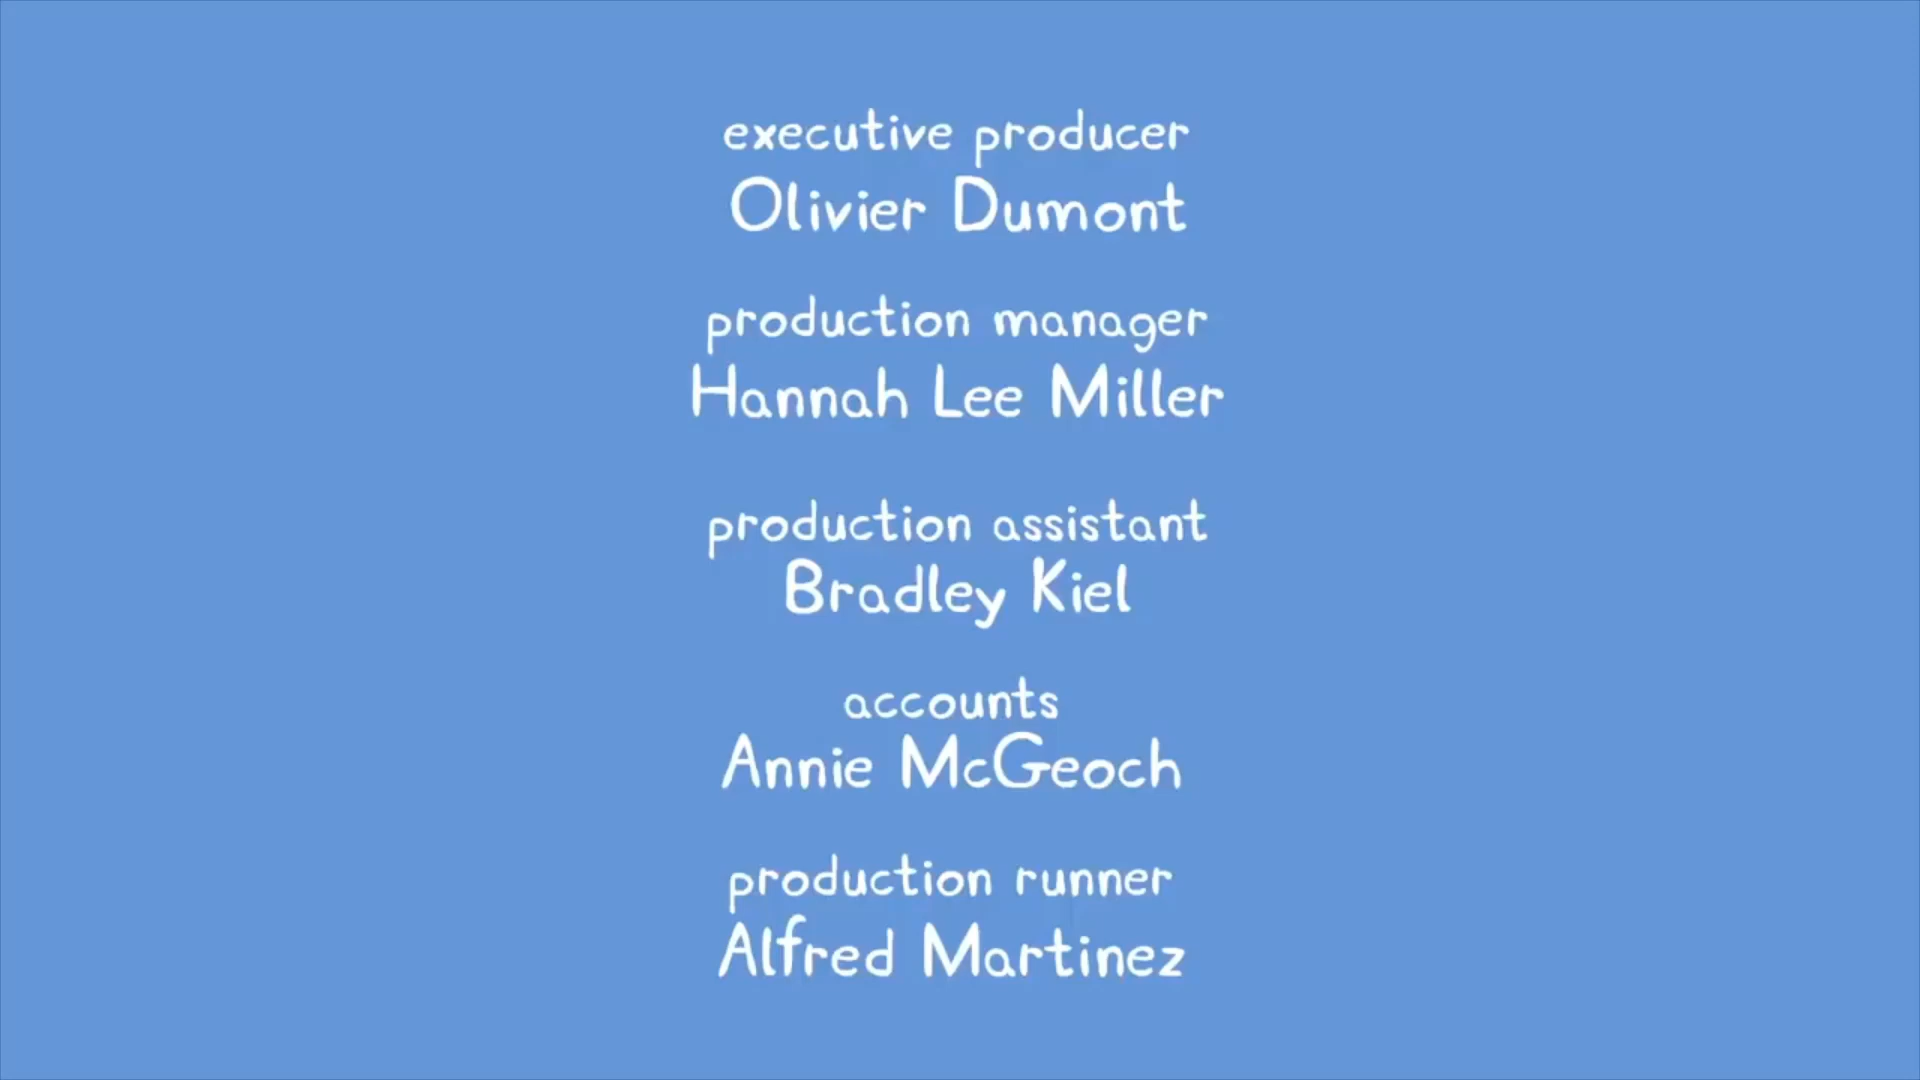 executive producer
Olivier Dumont
production manager
Hannah Lee Miller
production assistant
Bradley Kiel
accounts
Annie McGeoch
production runner
Alfred Martinez